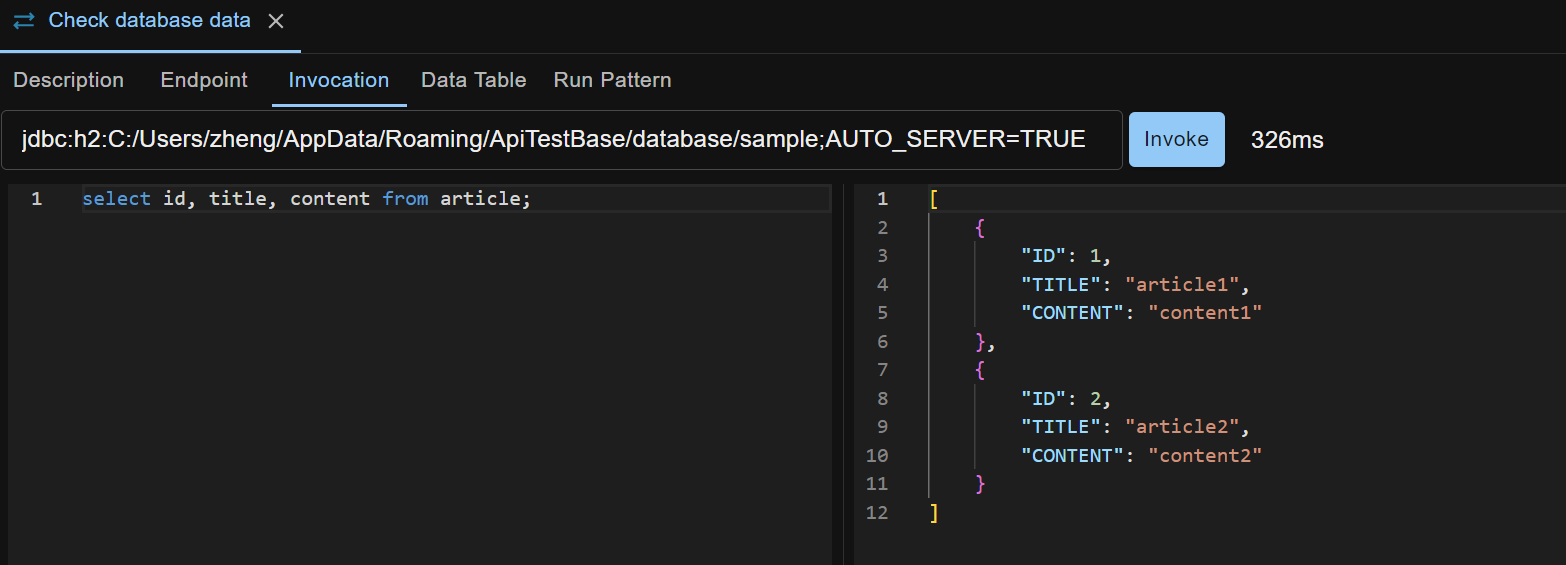 Check database data
Description Endpoint Invocation Data Table Run Pattern
jdbc:h2:C:/Users/zheng/AppData/Roaming/ApiTestBase/database/sample;AUTO_SERVER=TRUE Invoke 326ms
1 select id, title, content from article;
1 [
2 {
3 "ID": 1,
4 "TITLE": "article1",
5 "CONTENT": "content1"
6 },
7 {
8 "ID": 2,
9 "TITLE": "article2",
10 "CONTENT": "content2"
11 }
12 ]